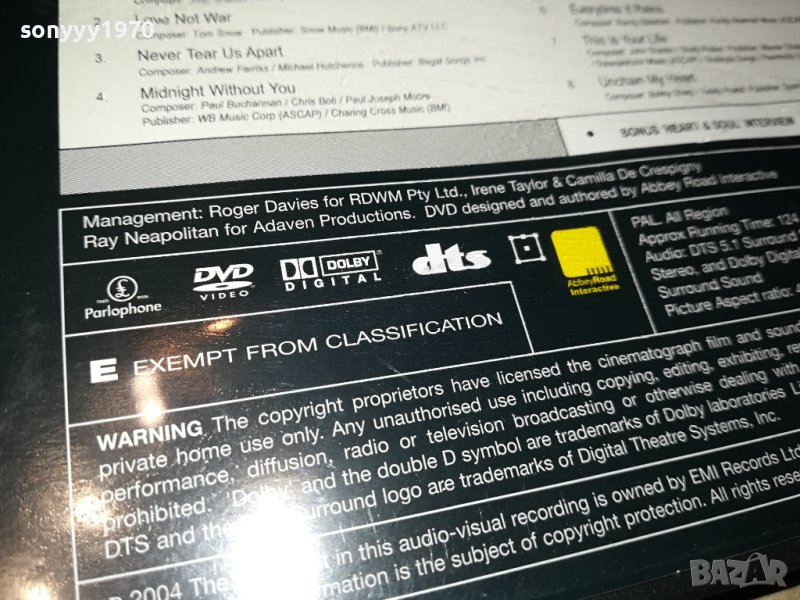 sonyyy1970
2. Love Not War
Composer: Tom Snow Publisher: Snow Music (BMI) / Sony ATV LLC
3. Never Tear Us Apart
Composer: Andrew Farriss / Michael Hutchence Publisher: Illegal Songs Inc
4. Midnight Without You
Composer: Paul Buchannan / Chris Boti / Paul Joseph Moore
Publisher: WB Music Corp (ASCAP) / Charing Cross Music (BMI)
6. Everytime It Rains
7. This Is Your Life
8. Unchain My Heart
• BONUS 'HEART & SOUL' INTERVIEW
Management: Roger Davies for RDWM Pty Ltd., Irene Taylor & Camilla De Crespigny
Ray Neapolitan for Adaven Productions. DVD designed and authored by Abbey Road Interactive
£
Parlophone
DVD
VIDEO
DOLBY
DIGITAL
dts
AbbeyRoad
Interactive
PAL. All Region
Approx Running Time: 124
Audio: DTS 5.1 Surround
Stereo, and Dolby Digital
Surround Sound
Picture Aspect ratio: 4
E EXEMPT FROM CLASSIFICATION
WARNING The copyright proprietors have licensed the cinematograph film and sound
private home use only. Any unauthorised use including copying, editing, exhibiting,
performance, diffusion, radio or television broadcasting or otherwise dealing with
prohibited. 'Dolby' and the double D symbol are trademarks of Dolby laboratories
DTS and the surround logo are trademarks of Digital Theatre Systems, Inc.
2004 The in this audio-visual recording is owned by EMI Records Ltd
is the subject of copyright protection. All rights
BAZAR